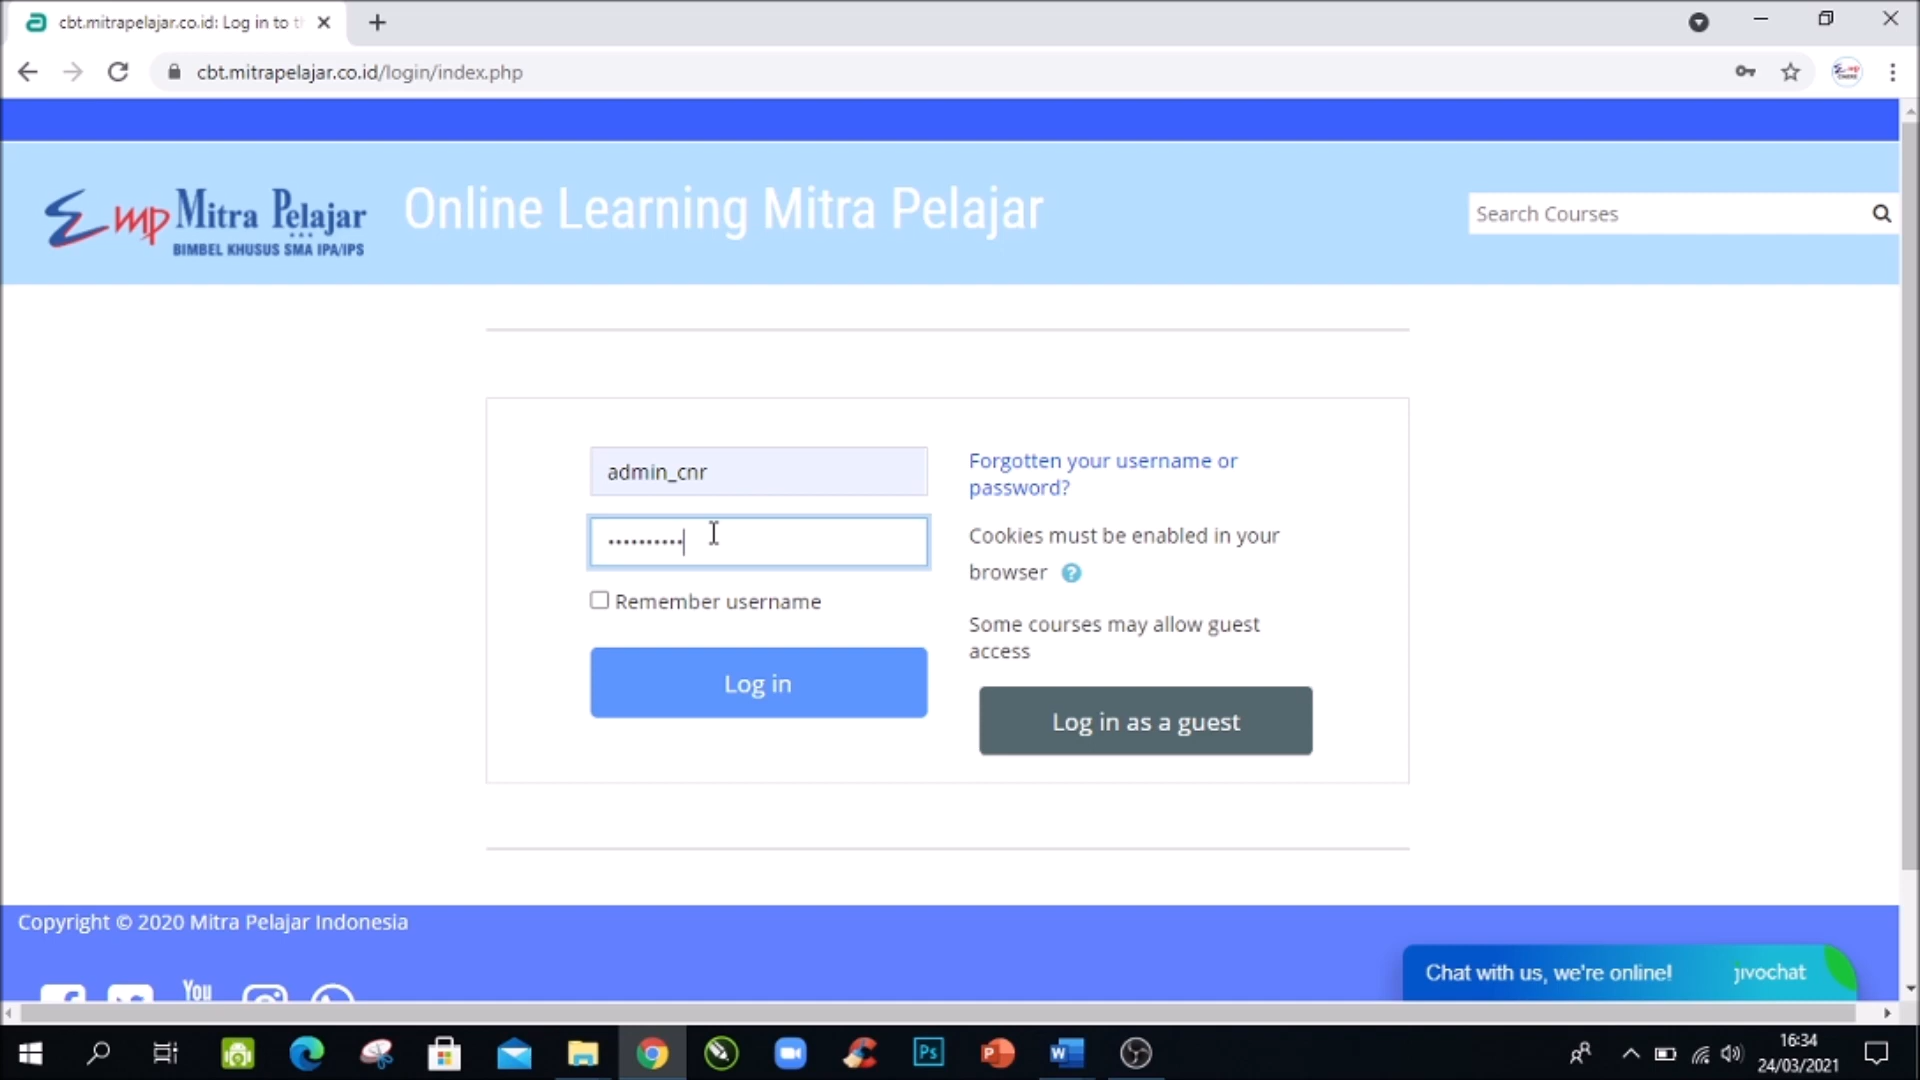 cbt.mitrapelajar.co.id: Log in to t
cbt.mitrapelajar.co.id/login/index.php
Emp Mitra Pelajar
BIMBEL KHUSUS SMA IPA/IPS
Online Learning Mitra Pelajar
Search Courses
admin_cnr
Forgotten your username or
password?
••••••••••
Cookies must be enabled in your
browser ?
Remember username
Some courses may allow guest
access
Log in
Log in as a guest
Copyright © 2020 Mitra Pelajar Indonesia
You
Chat with us, we're online! jivochat
Ps
P
W
16:34
24/03/2021